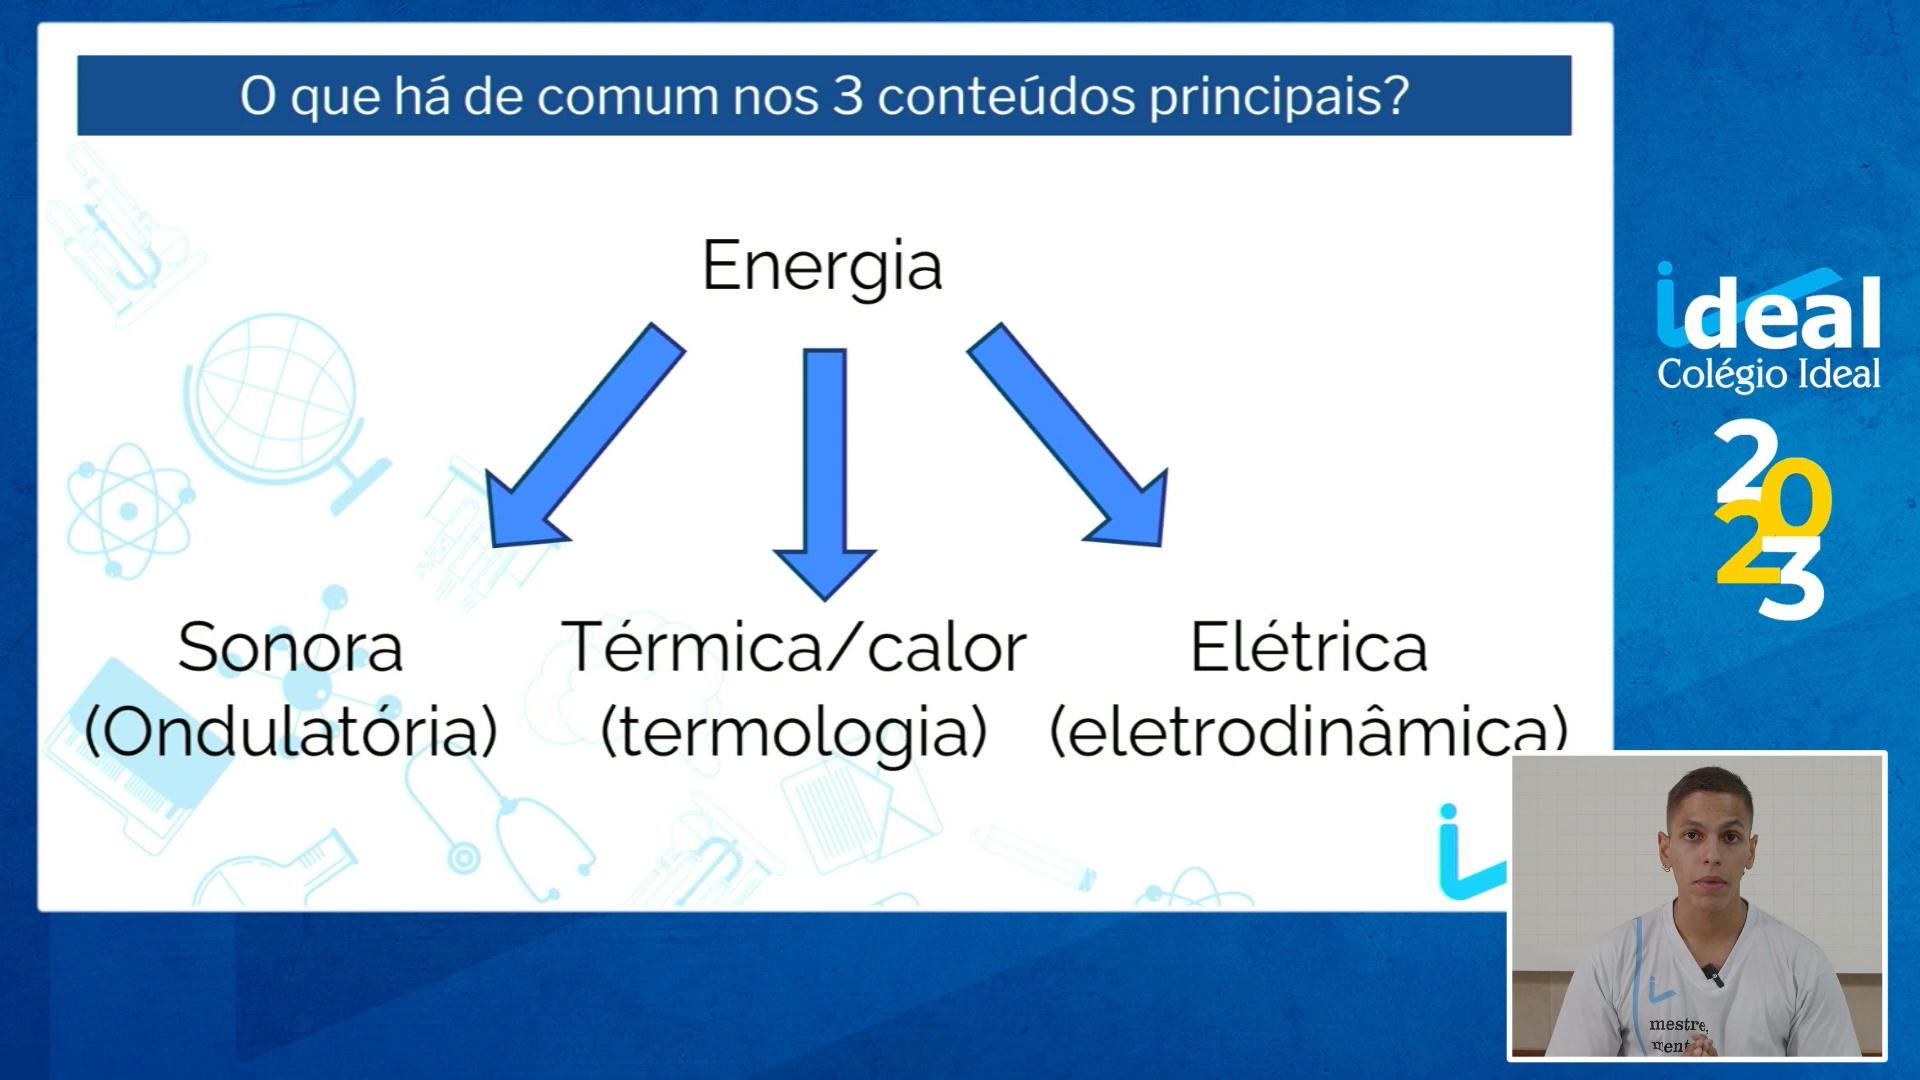 O que há de comum nos 3 conteúdos principais?
Energia
Sonora
(Ondulatória)
Térmica/calor
(termologia)
Elétrica
(eletrodinâmica)
ideal
Colégio Ideal
2023
mestre,